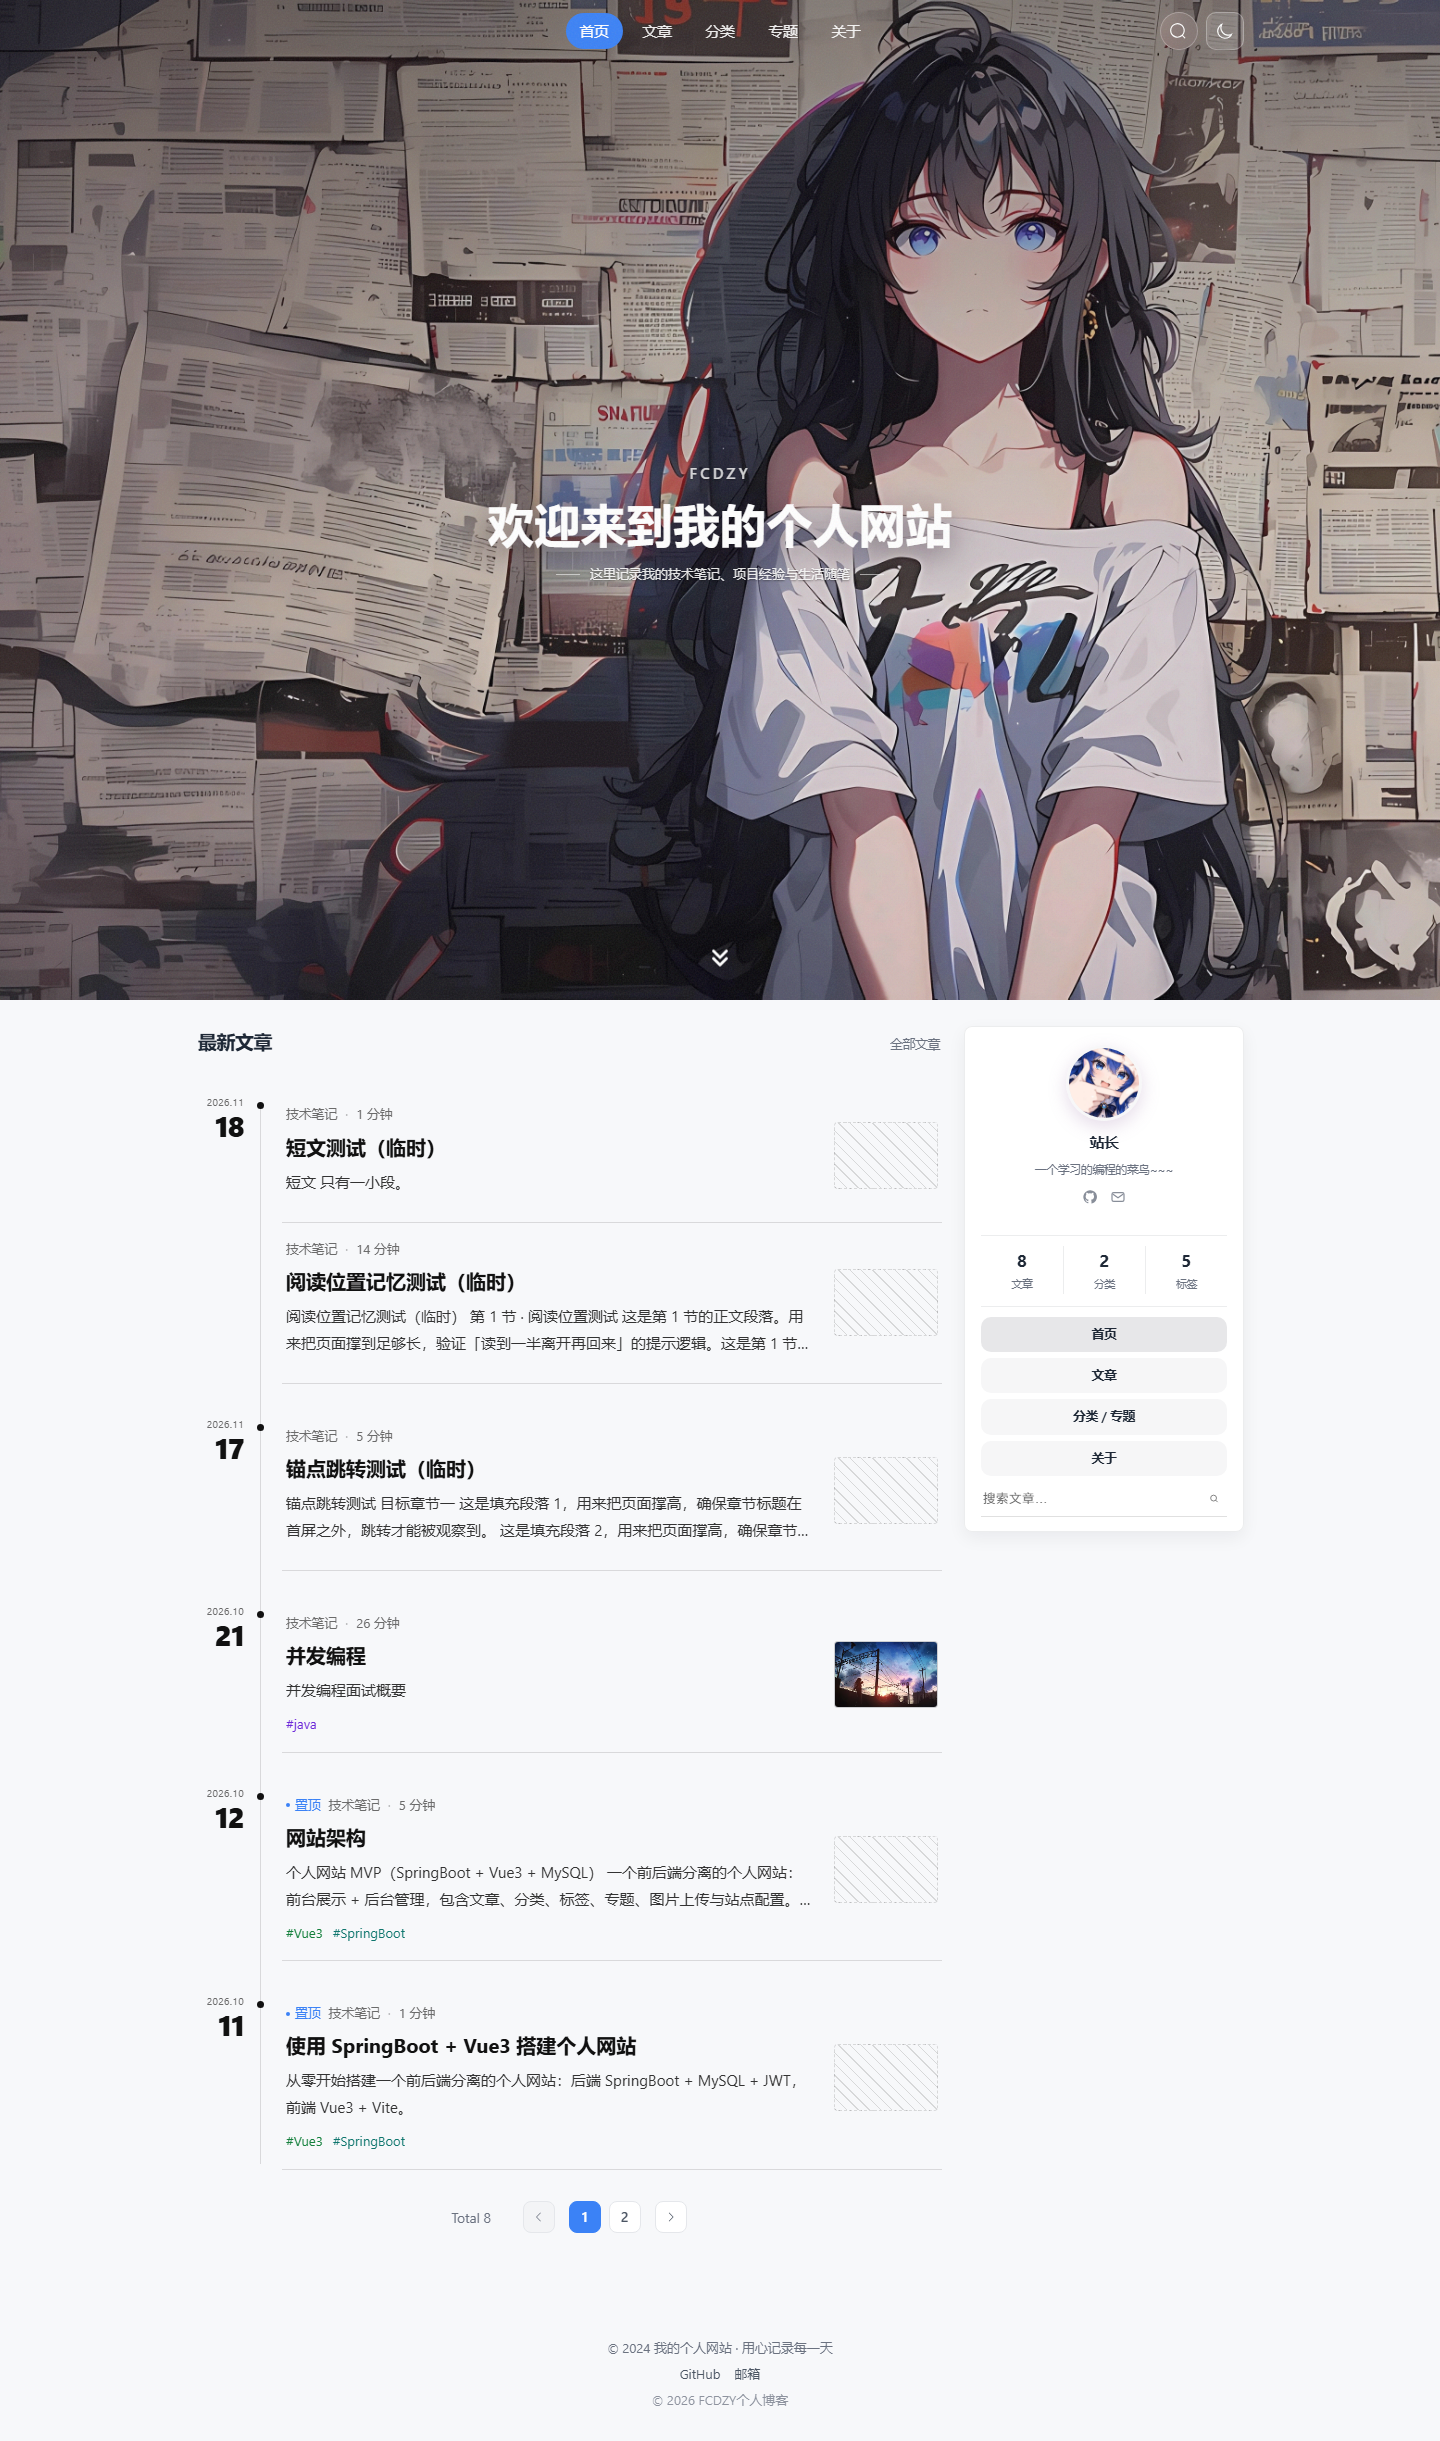 首页 文章 分类 专题 关于
FCDZY
欢迎来到我的个人网站
这里记录我的技术笔记、项目经验与生活随笔
最新文章
全部文章
2026.11
18
技术笔记 · 1 分钟
短文测试（临时）
短文 只有一小段。
技术笔记 · 14 分钟
阅读位置记忆测试（临时）
阅读位置记忆测试（临时） 第 1 节 · 阅读位置测试 这是第 1 节的正文段落。用
来把页面撑到足够长，验证「读到一半离开再回来」的提示逻辑。这是第 1 节...
2026.11
17
技术笔记 · 5 分钟
锚点跳转测试（临时）
锚点跳转测试 目标章节一 这是填充段落 1，用来把页面撑高，确保章节标题在
首屏之外，跳转才能被观察到。 这是填充段落 2，用来把页面撑高，确保章节...
2026.10
21
技术笔记 · 26 分钟
并发编程
并发编程面试概要
#java
2026.10
12
置顶 技术笔记 · 5 分钟
网站架构
个人网站 MVP（SpringBoot + Vue3 + MySQL） 一个前后端分离的个人网站：
前台展示 + 后台管理，包含文章、分类、标签、专题、图片上传与站点配置。...
#Vue3 #SpringBoot
2026.10
11
置顶 技术笔记 · 1 分钟
使用 SpringBoot + Vue3 搭建个人网站
从零开始搭建一个前后端分离的个人网站：后端 SpringBoot + MySQL + JWT，
前端 Vue3 + Vite。
#Vue3 #SpringBoot
Total 8
1 2
站长
一个学习的编程的菜鸟~~~
8 2 5
文章 分类 标签
首页
文章
分类 / 专题
关于
搜索文章...
© 2024 我的个人网站 · 用心记录每一天
GitHub 邮箱
© 2026 FCDZY个人博客